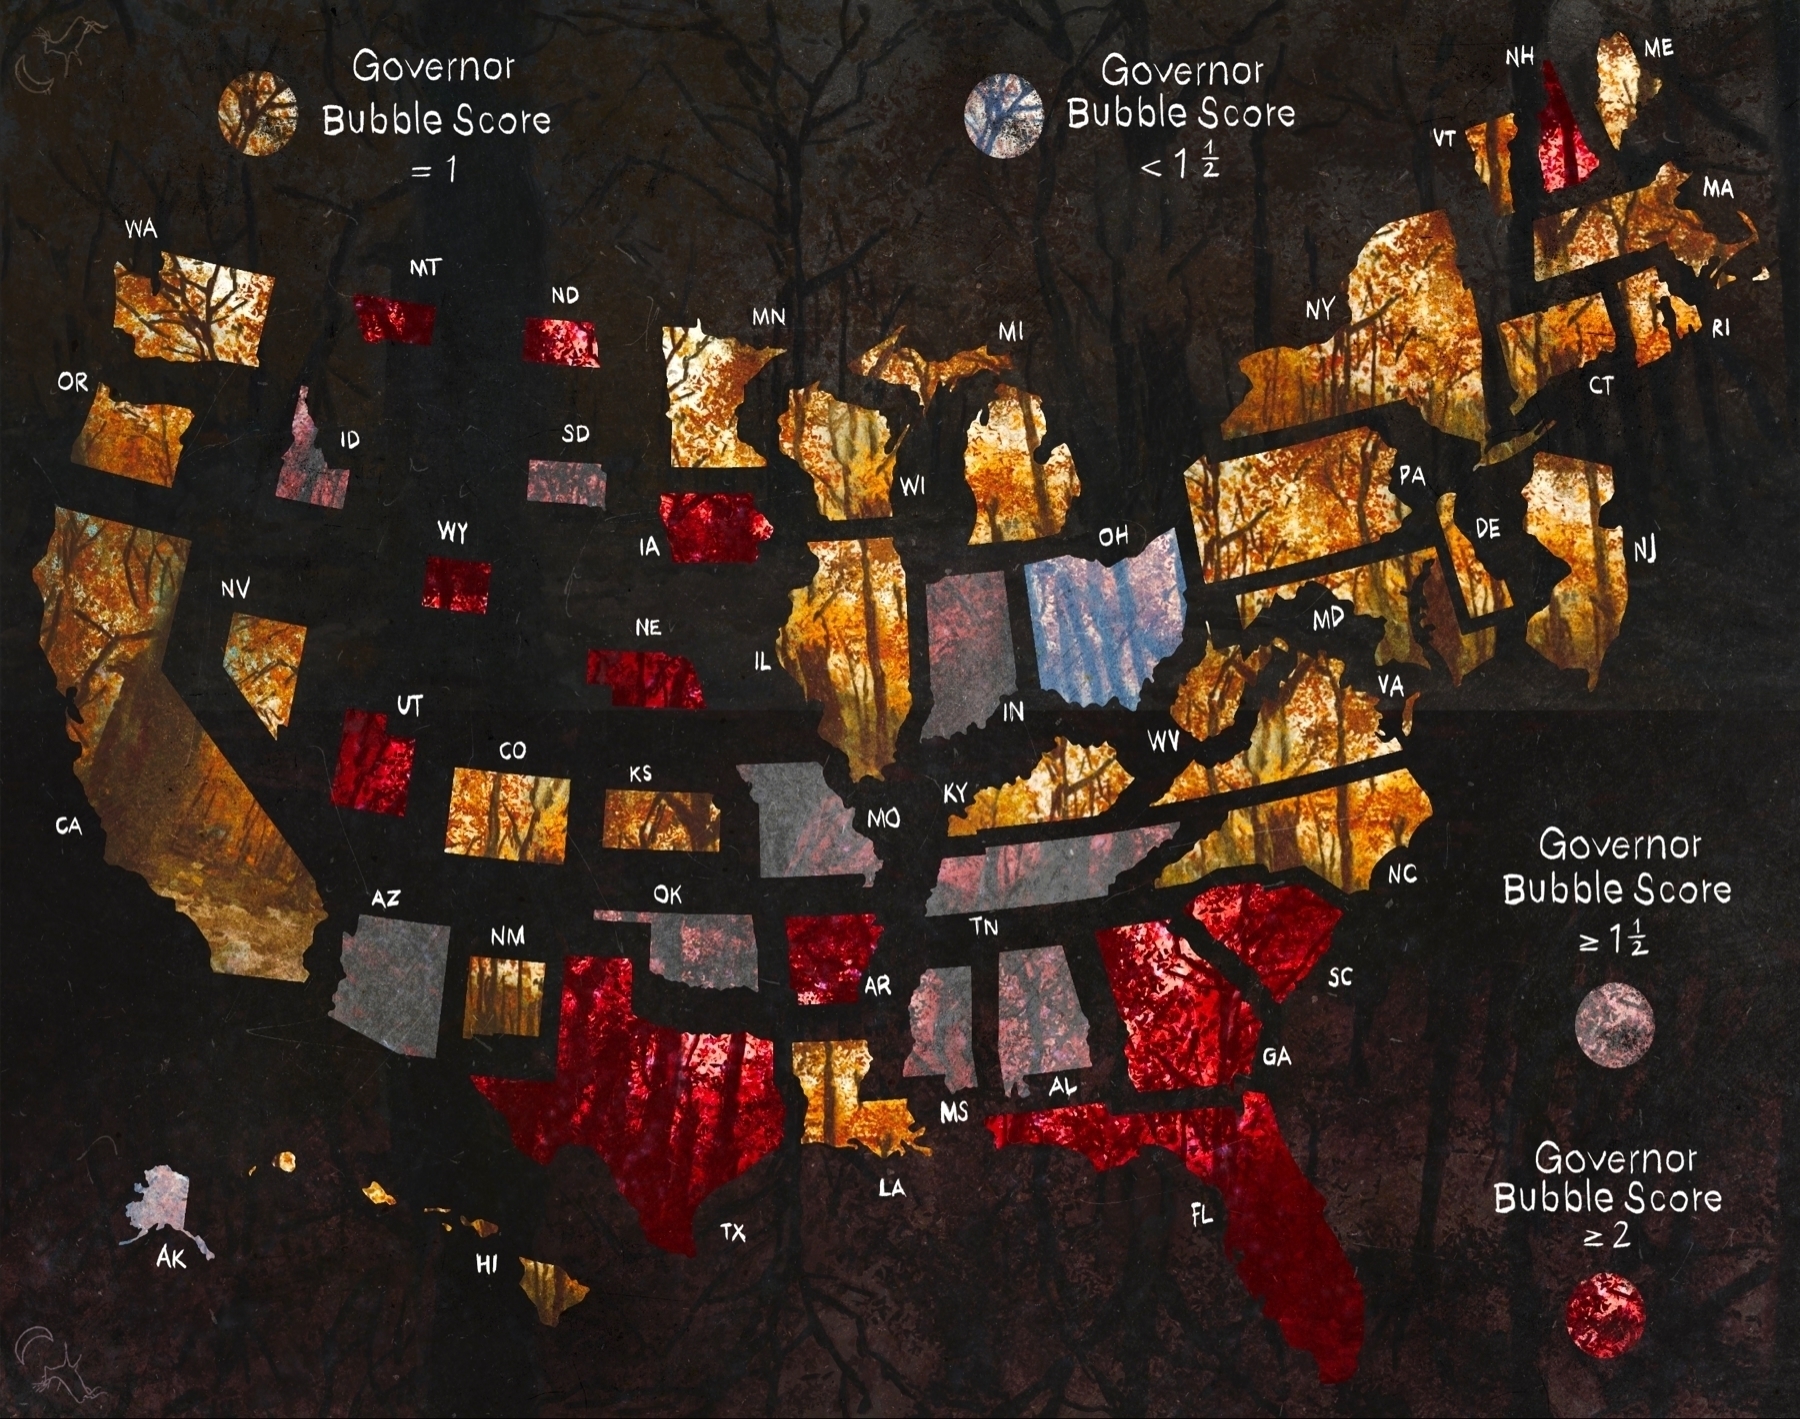 Governor
Bubble Score
= 1
Governor
Bubble Score
< 1 1/2
NH
ME
VT
MA
WA
MT
ND
MN
MI
NY
RI
OR
CT
ID
SD
WI
PA
WY
IA
OH
DE
NJ
NV
NE
IL
MD
VA
UT
IN
WV
CO
KS
KY
MO
CA
NC
Governor
Bubble Score
≥ 1 1/2
AZ
OK
TN
NM
AR
SC
GA
AL
MS
Governor
Bubble Score
≥ 2
LA
FL
TX
AK
HI